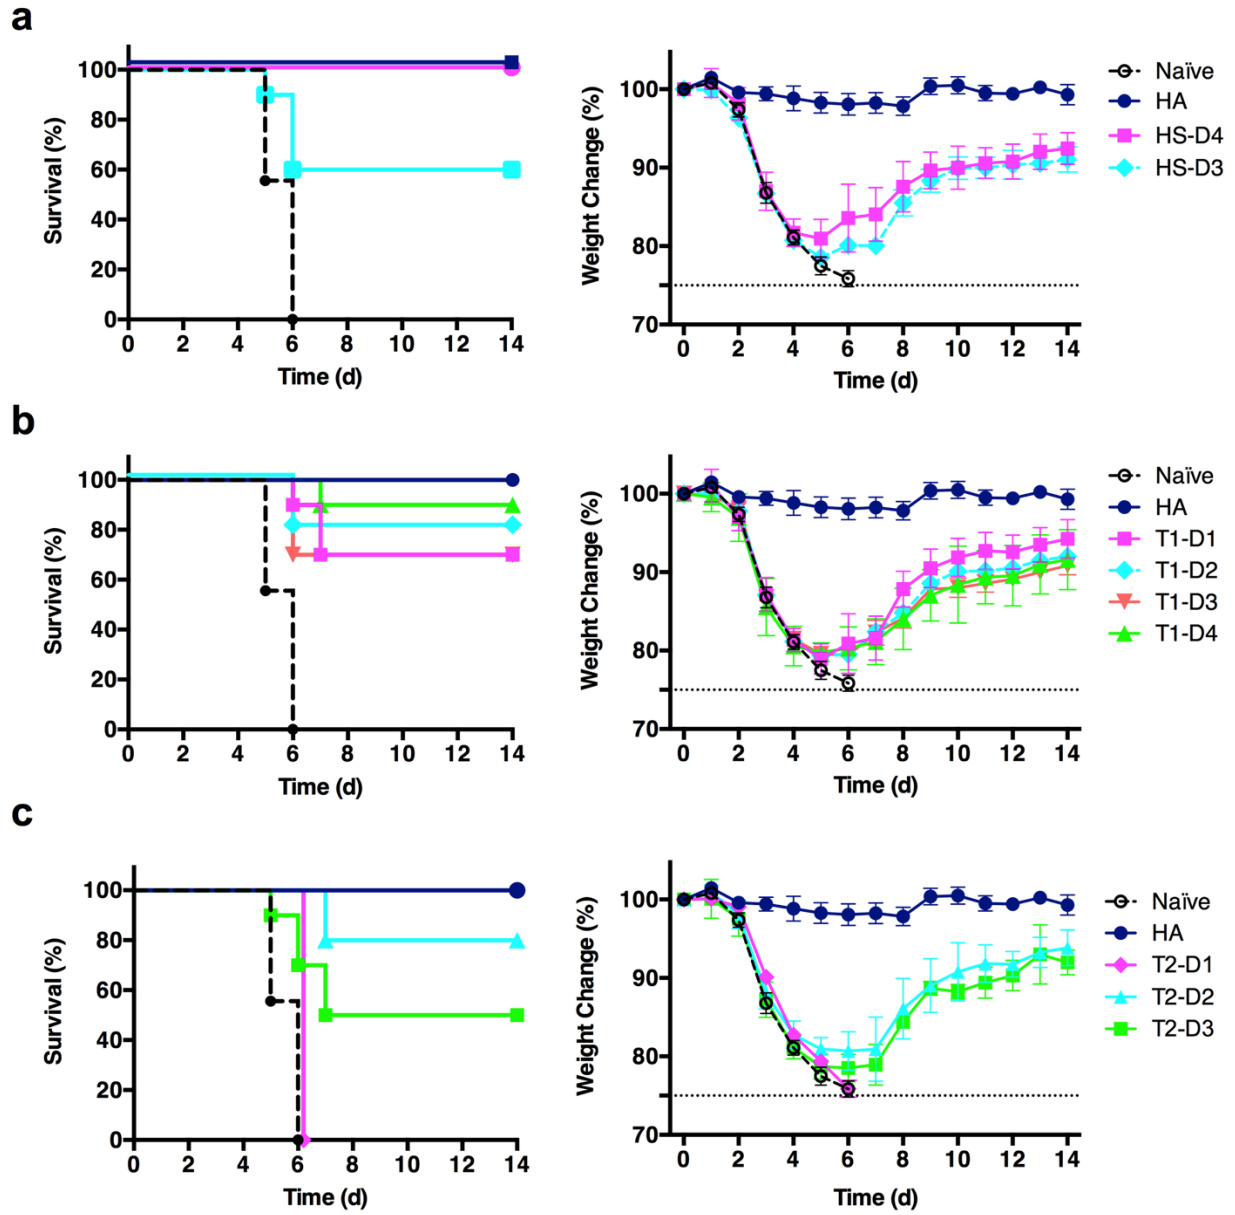 a
Survival (%)
100
80
60
40
20
0
0 2 4 6 8 10 12 14
Time (d)
Weight Change (%)
100
90
80
70
0 2 4 6 8 10 12 14
Time (d)
Naïve
HA
HS-D4
HS-D3
b
Survival (%)
100
80
60
40
20
0
0 2 4 6 8 10 12 14
Time (d)
Weight Change (%)
100
90
80
70
0 2 4 6 8 10 12 14
Time (d)
Naïve
HA
T1-D1
T1-D2
T1-D3
T1-D4
c
Survival (%)
100
80
60
40
20
0
0 2 4 6 8 10 12 14
Time (d)
Weight Change (%)
100
90
80
70
0 2 4 6 8 10 12 14
Time (d)
Naïve
HA
T2-D1
T2-D2
T2-D3